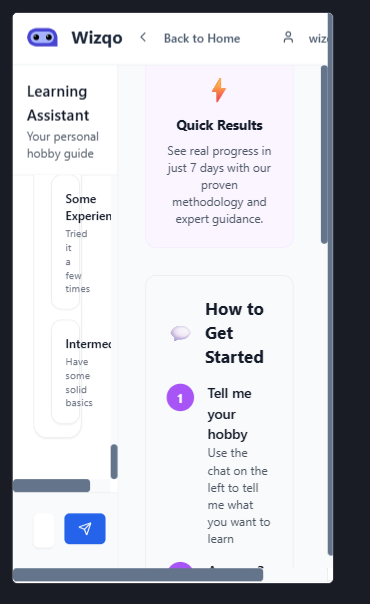 Wizqo
Back to Home
wiz
Learning
Assistant
Your personal
hobby guide
Some
Experien
Tried
it
a
few
times
Intermed
Have
some
solid
basics
Quick Results
See real progress in
just 7 days with our
proven
methodology and
expert guidance.
How to
Get
Started
1
Tell me
your
hobby
Use the
chat on the
left to tell
me what
you want to
learn